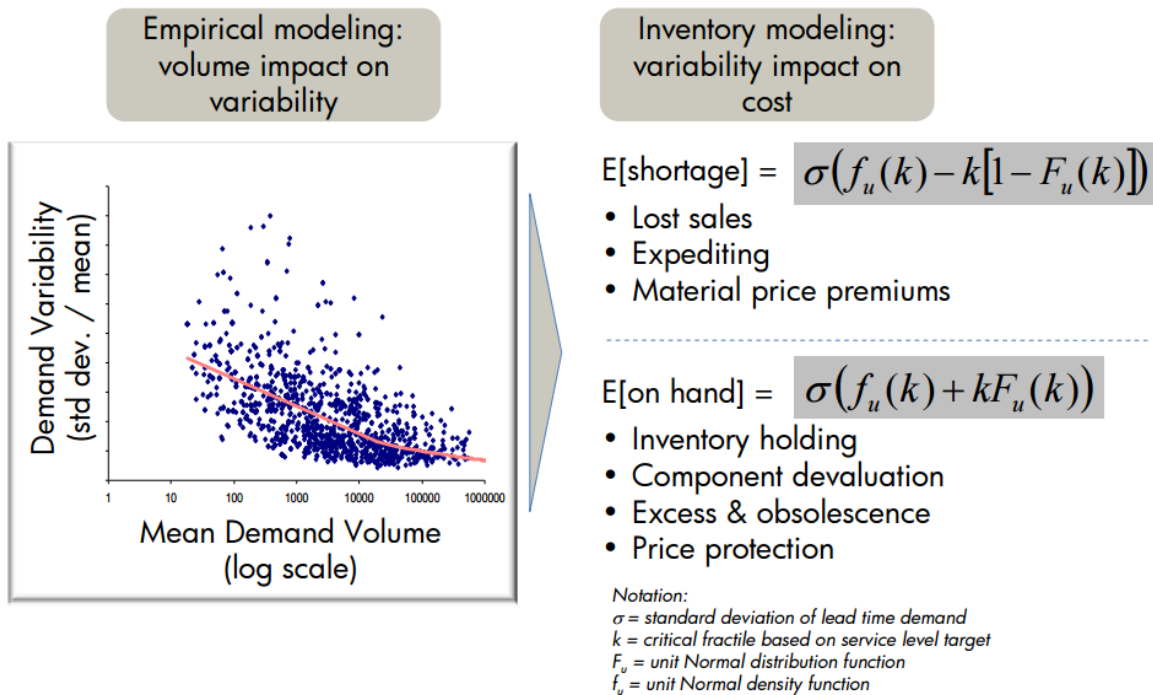 Empirical modeling:
volume impact on
variability
Demand Variability
(std dev. / mean)
1 10 100 1000 10000 100000 1000000
Mean Demand Volume
(log scale)
Inventory modeling:
variability impact on
cost
E[shortage] = σ(f_u(k) − k[1 − F_u(k)])
• Lost sales
• Expediting
• Material price premiums
E[on hand] = σ(f_u(k) + kF_u(k))
• Inventory holding
• Component devaluation
• Excess & obsolescence
• Price protection
Notation:
σ = standard deviation of lead time demand
k = critical fractile based on service level target
F_u = unit Normal distribution function
f_u = unit Normal density function